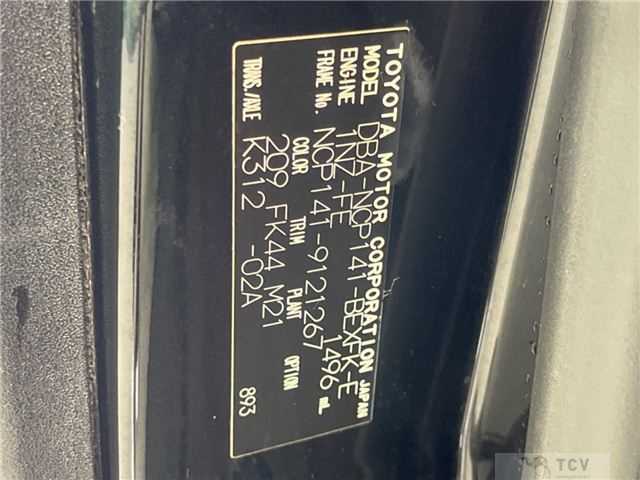 TOYOTA MOTOR CORPORATION JAPAN
MODEL DBA-NCP141-BEXFK-E
ENGINE 1NZ-FE 1496 mL
FRAME No. NCP141-9121267
COLOR TRIM PLANT OPTION
209 FK44 M21
TRANS./AXLE K312 -02A
893
TCV